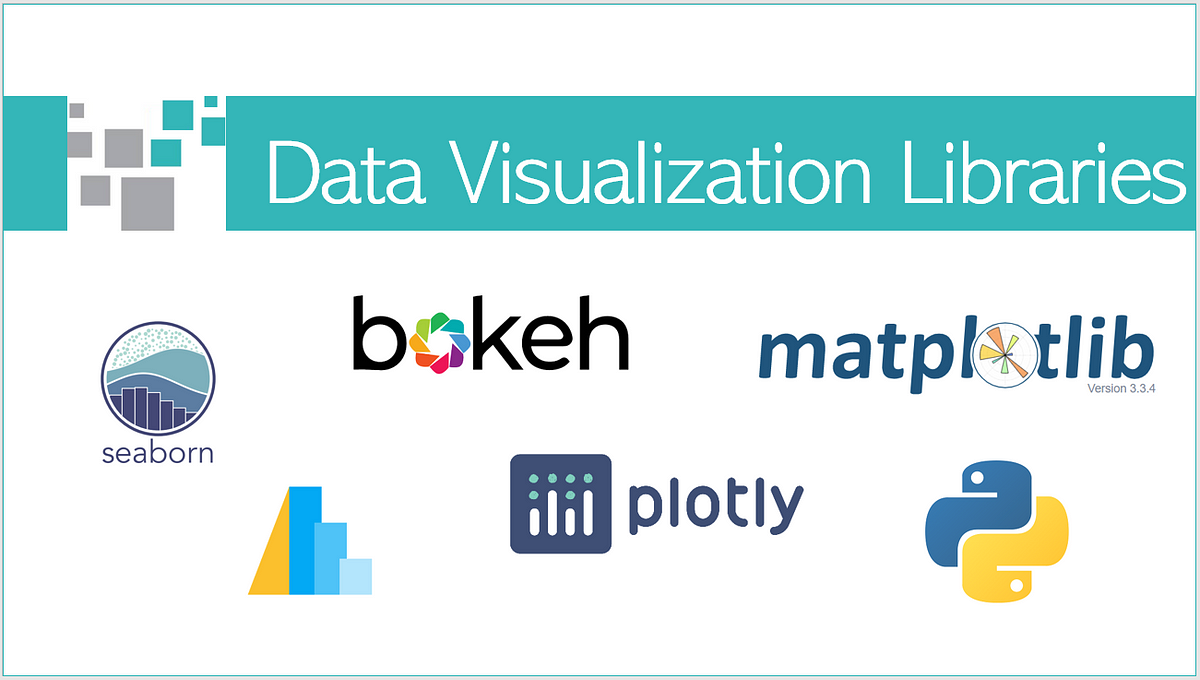 Data Visualization Libraries
bokeh
matplotlib
Version 3.3.4
seaborn
plotly